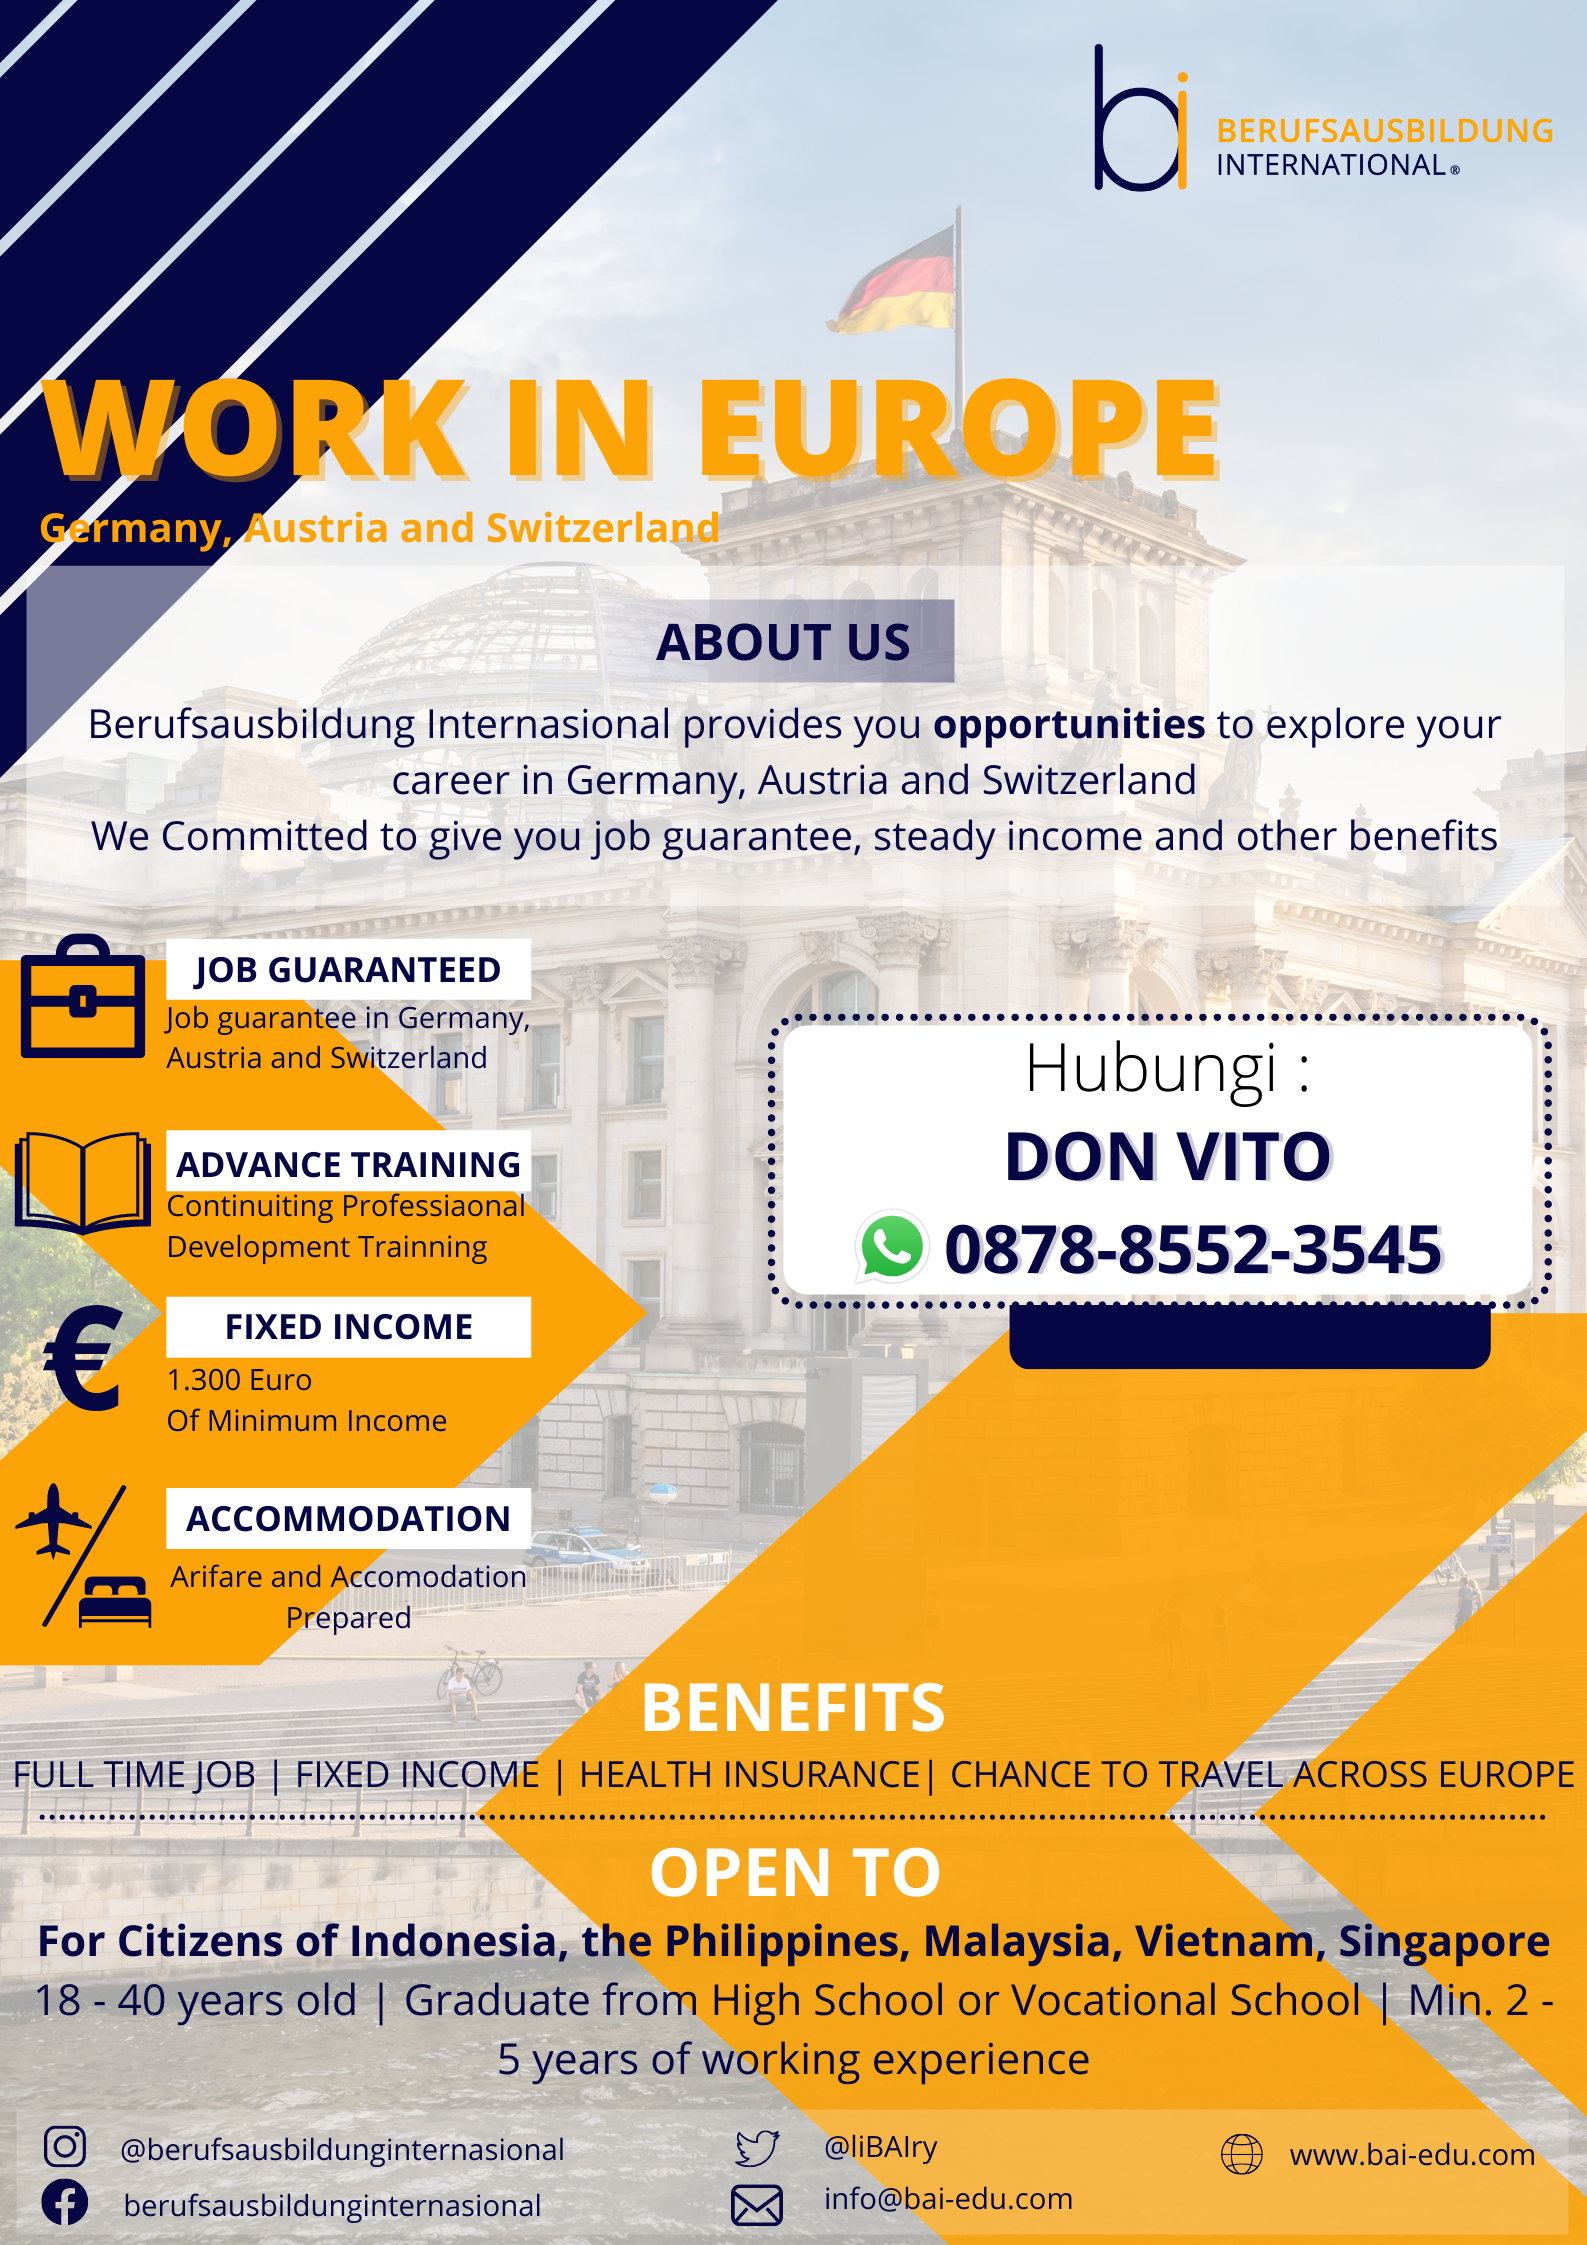 bi
BERUFSAUSBILDUNG
INTERNATIONAL®
WORK IN EUROPE
Germany, Austria and Switzerland
ABOUT US
Berufsausbildung Internasional provides you opportunities to explore your
career in Germany, Austria and Switzerland
We Committed to give you job guarantee, steady income and other benefits
JOB GUARANTEED
Job guarantee in Germany,
Austria and Switzerland
ADVANCE TRAINING
Continuiting Professiaonal
Development Trainning
€
FIXED INCOME
1.300 Euro
Of Minimum Income
ACCOMMODATION
Arifare and Accomodation
Prepared
Hubungi :
DON VITO
0878-8552-3545
BENEFITS
FULL TIME JOB | FIXED INCOME | HEALTH INSURANCE| CHANCE TO TRAVEL ACROSS EUROPE
OPEN TO
For Citizens of Indonesia, the Philippines, Malaysia, Vietnam, Singapore
18 - 40 years old | Graduate from High School or Vocational School | Min. 2 -
5 years of working experience
@berufsausbildunginternasional
berufsausbildunginternasional
@liBAIry
info@bai-edu.com
www.bai-edu.com